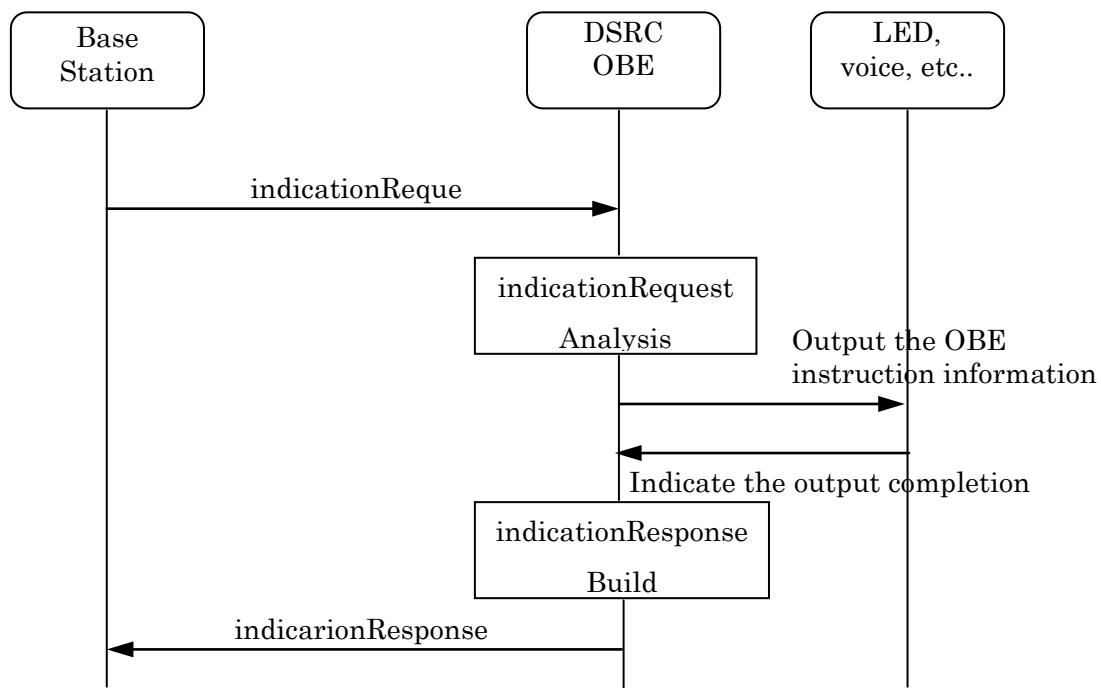 Base
Station
DSRC
OBE
LED,
voice, etc..
indicationReque
indicationRequest
Analysis
Output the OBE
instruction information
Indicate the output completion
indicationResponse
Build
indicarionResponse